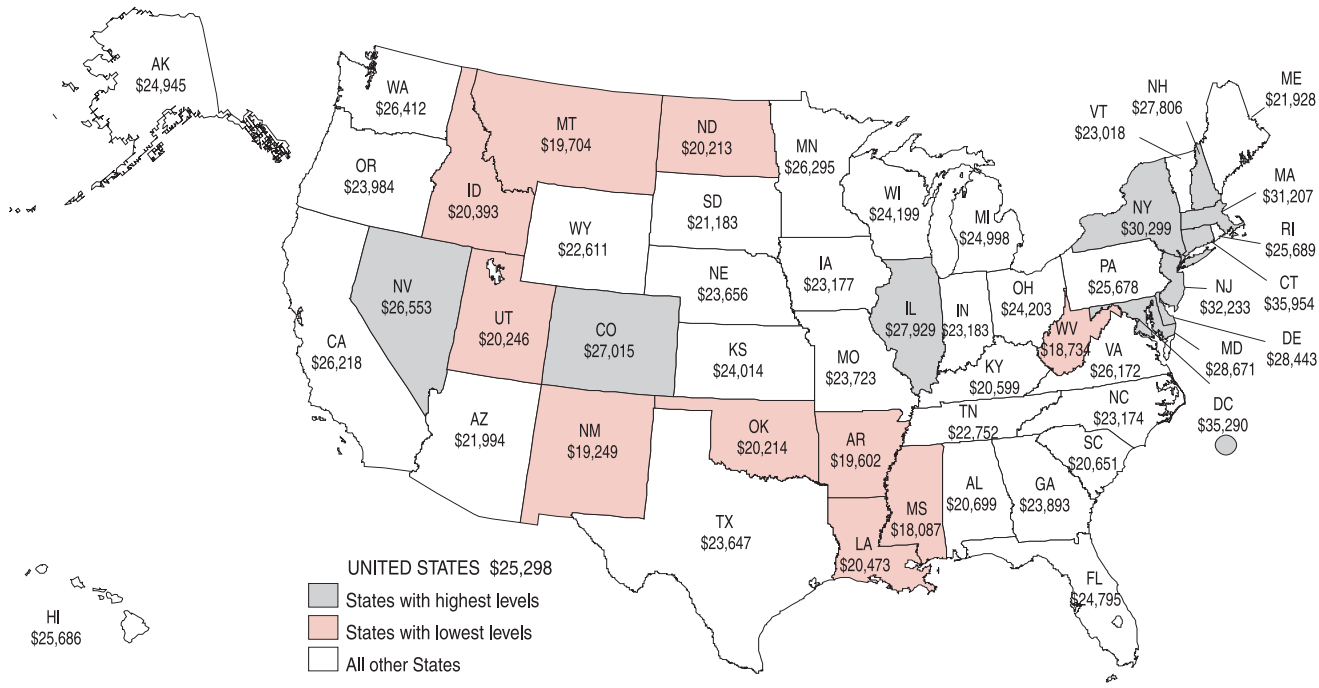 AK
$24,945
WA
$26,412
OR
$23,984
CA
$26,218
NV
$26,553
ID
$20,393
MT
$19,704
WY
$22,611
UT
$20,246
AZ
$21,994
CO
$27,015
NM
$19,249
ND
$20,213
SD
$21,183
NE
$23,656
KS
$24,014
OK
$20,214
TX
$23,647
MN
$26,295
IA
$23,177
MO
$23,723
AR
$19,602
LA
$20,473
WI
$24,199
IL
$27,929
MI
$24,998
IN
$23,183
OH
$24,203
KY
$20,599
TN
$22,752
MS
$18,087
AL
$20,699
GA
$23,893
FL
$24,795
SC
$20,651
NC
$23,174
VA
$26,172
WV
$18,734
PA
$25,678
NY
$30,299
VT
$23,018
NH
$27,806
ME
$21,928
MA
$31,207
RI
$25,689
CT
$35,954
NJ
$32,233
DE
$28,443
MD
$28,671
DC
$35,290
HI
$25,686
UNITED STATES $25,298
States with highest levels
States with lowest levels
All other States